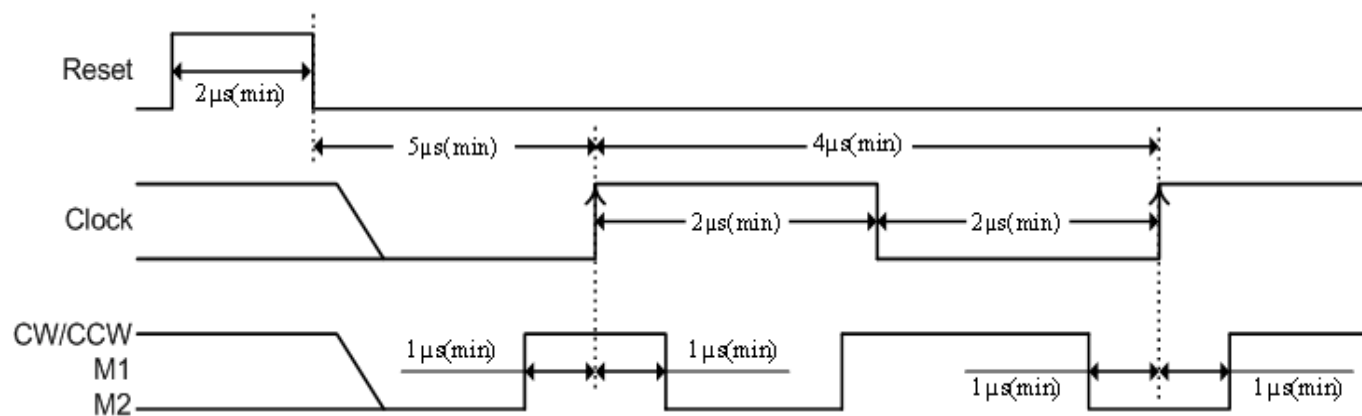 Reset
2μs(min)
5μs(min)
4μs(min)
Clock
2μs(min)
2μs(min)
CW/CCW
M1
M2
1μs(min)
1μs(min)
1μs(min)
1μs(min)